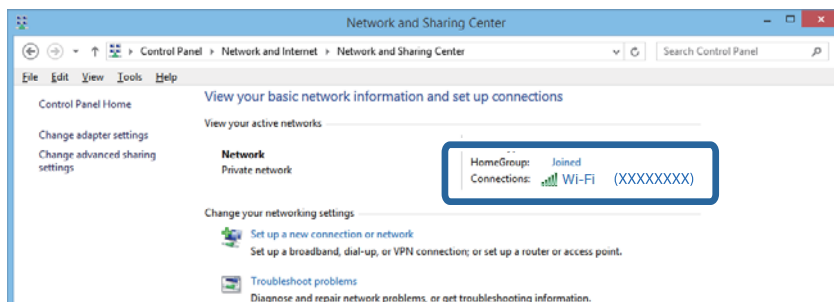 Network and Sharing Center
Control Panel Network and Internet Network and Sharing Center
Search Control Panel
File Edit View Tools Help
Control Panel Home
Change adapter settings
Change advanced sharing
settings
View your basic network information and set up connections
View your active networks
Network
Private network
HomeGroup: Joined
Connections: Wi-Fi (XXXXXXXX)
Change your networking settings
Set up a new connection or network
Set up a broadband, dial-up, or VPN connection; or set up a router or access point.
Troubleshoot problems
Diagnose and repair network problems, or get troubleshooting information.